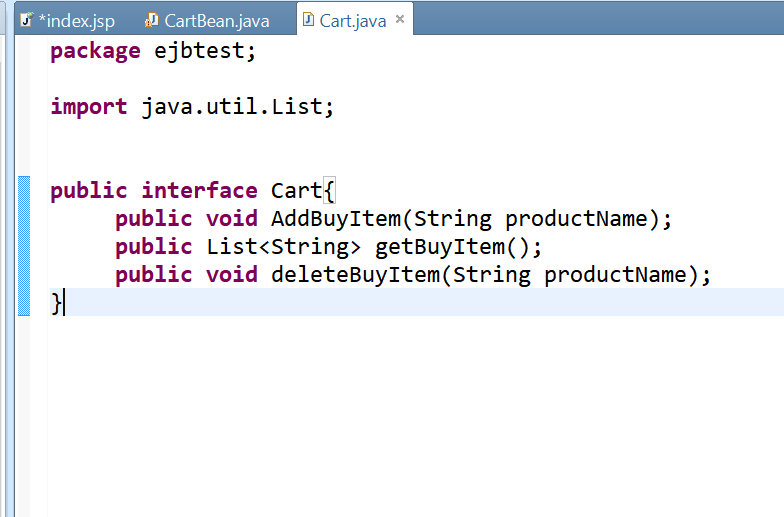 *index.jsp CartBean.java Cart.java
package ejbtest;
import java.util.List;
public interface Cart{
public void AddBuyItem(String productName);
public List<String> getBuyItem();
public void deleteBuyItem(String productName);
}